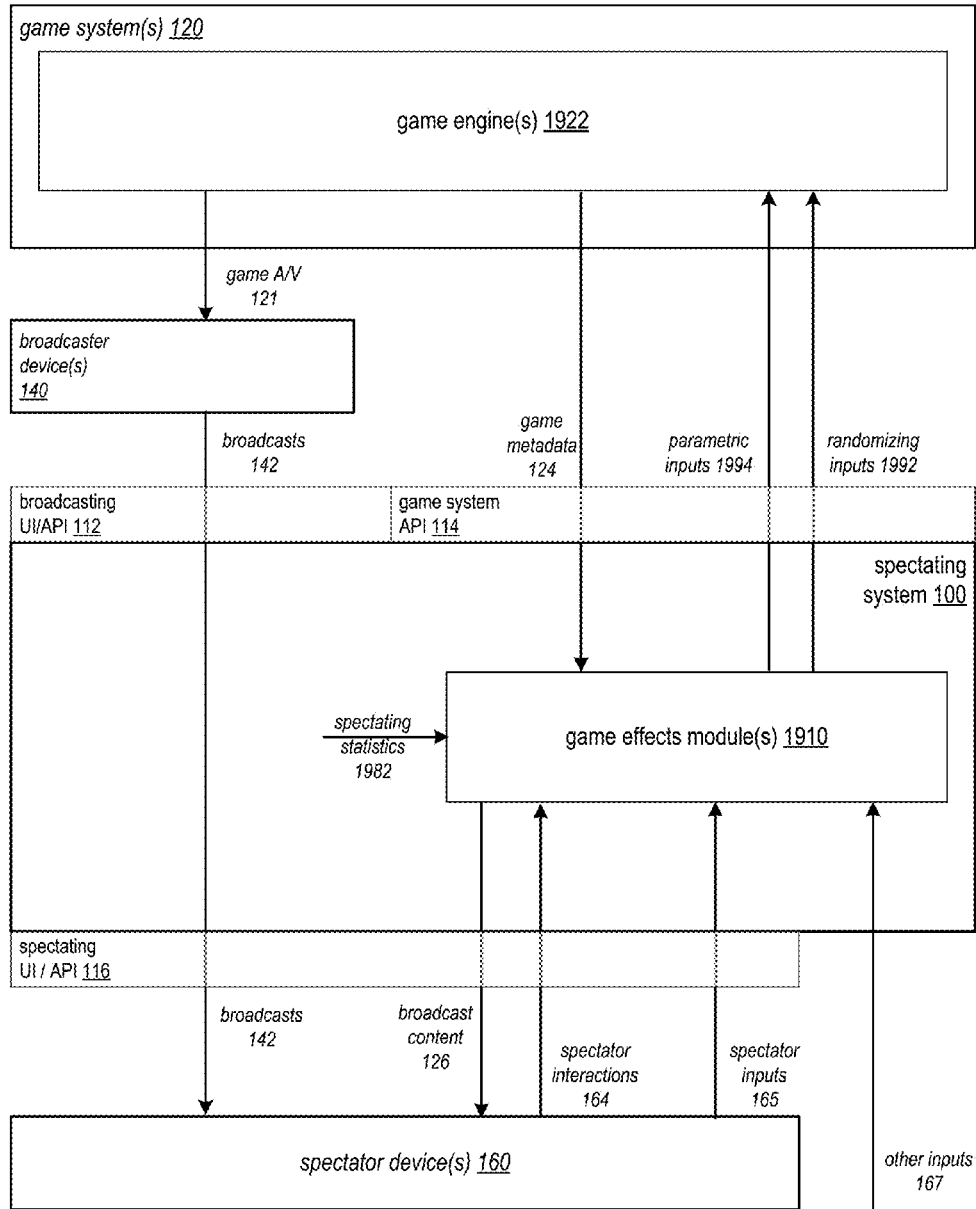 game system(s) 120
game engine(s) 1922
game A/V
121
broadcaster
device(s)
140
broadcasts
142
game
metadata
124
parametric
inputs 1994
randomizing
inputs 1992
broadcasting
UI/API 112
game system
API 114
spectating
system 100
spectating
statistics
1982
game effects module(s) 1910
spectating
UI / API 116
broadcasts
142
broadcast
content
126
spectator
interactions
164
spectator
inputs
165
spectator device(s) 160
other inputs
167